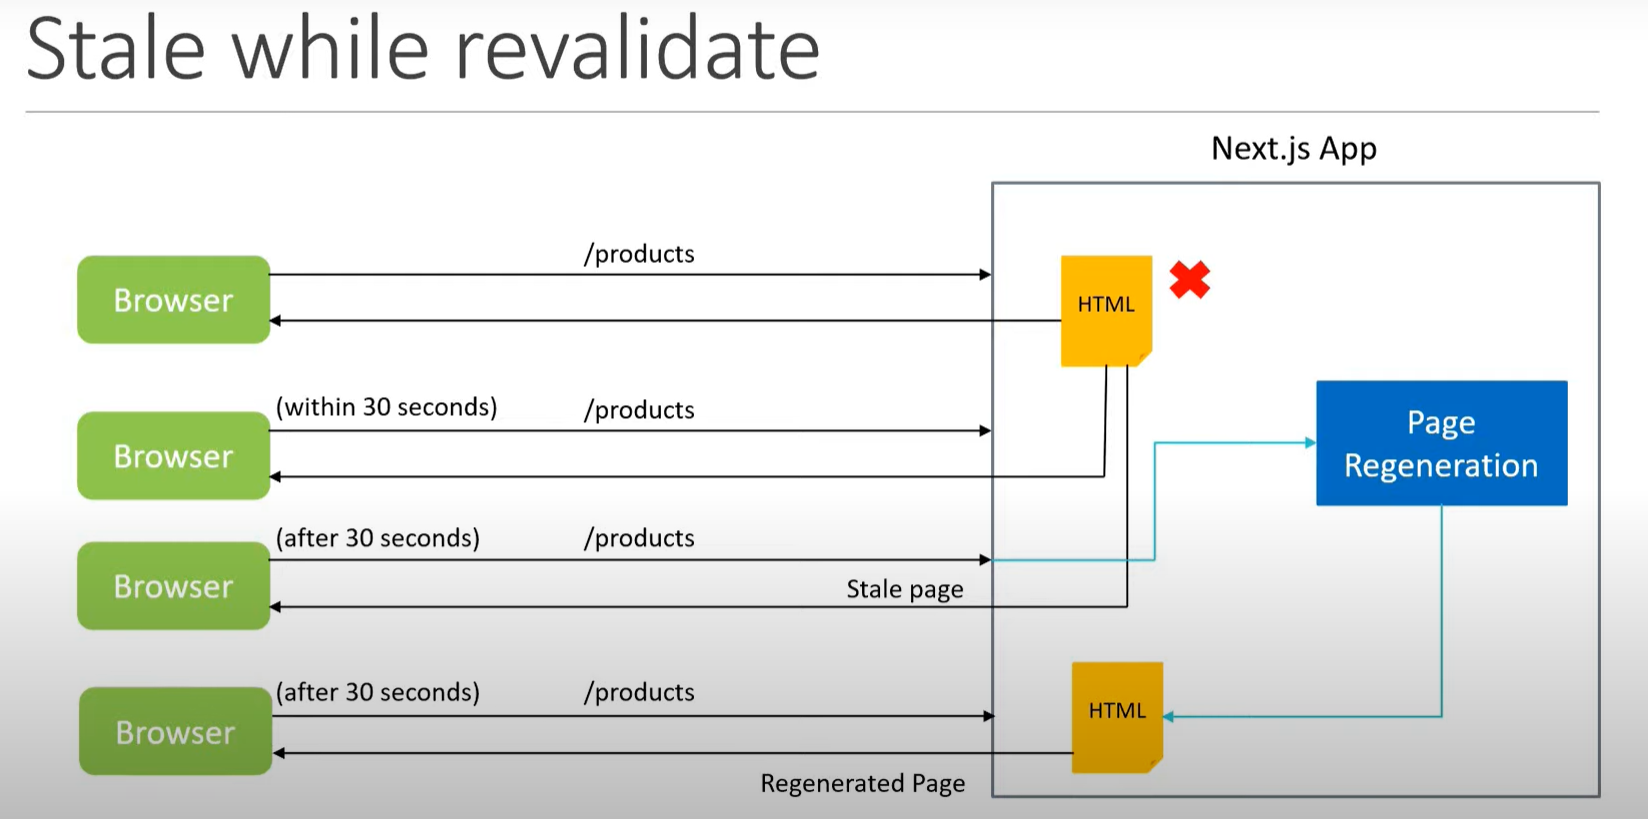 Stale while revalidate
Next.js App
/products
Browser
HTML
(within 30 seconds)
/products
Browser
Page
Regeneration
(after 30 seconds)
/products
Browser
Stale page
(after 30 seconds)
/products
Browser
HTML
Regenerated Page